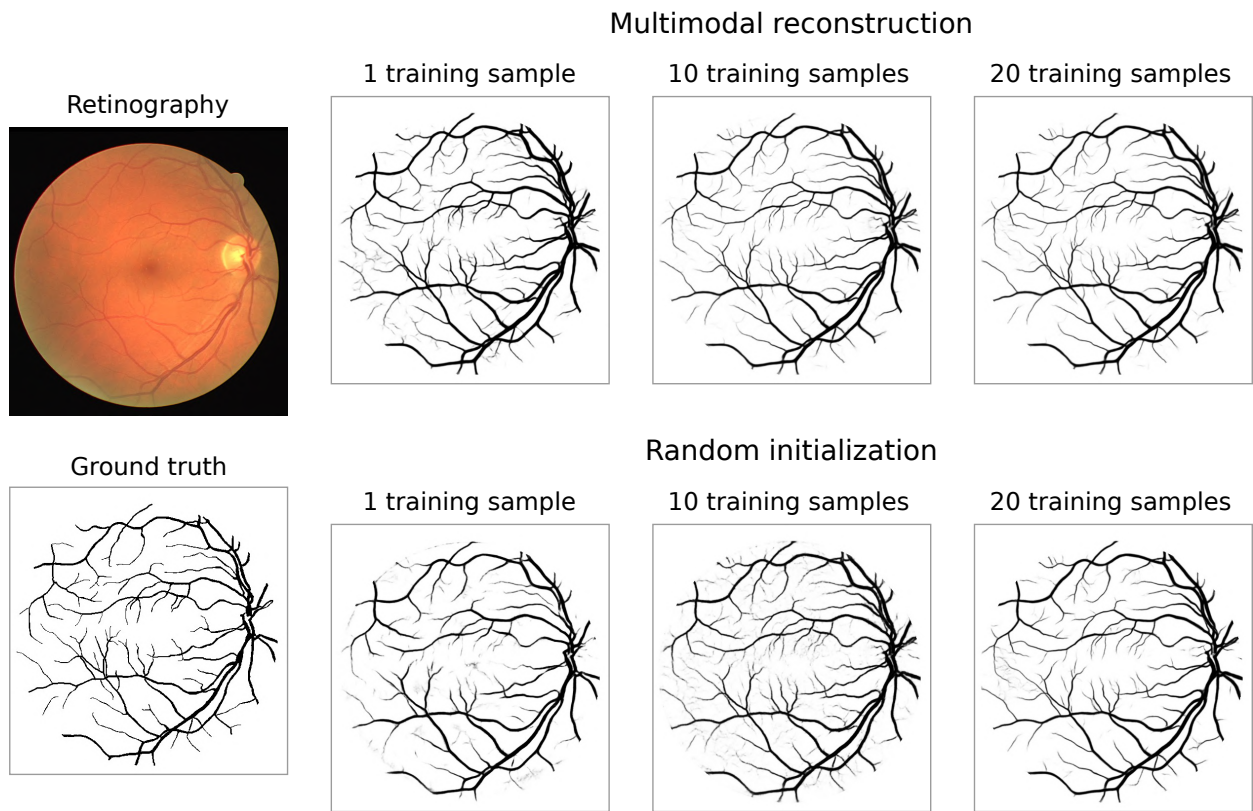 Multimodal reconstruction
1 training sample
10 training samples
20 training samples
Retinography
Ground truth
Random initialization
1 training sample
10 training samples
20 training samples